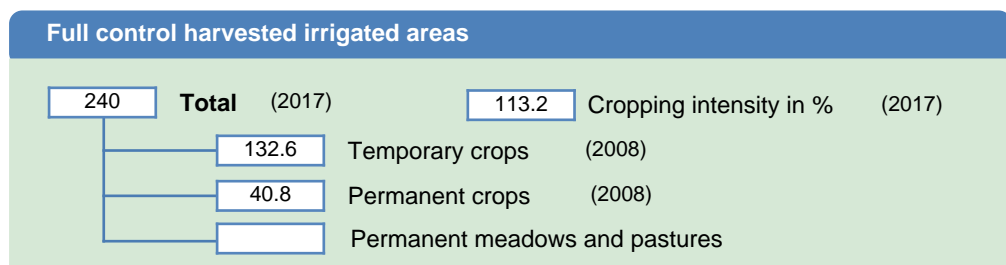 Full control harvested irrigated areas
240 Total (2017) 113.2 Cropping intensity in % (2017)
132.6 Temporary crops (2008)
40.8 Permanent crops (2008)
Permanent meadows and pastures